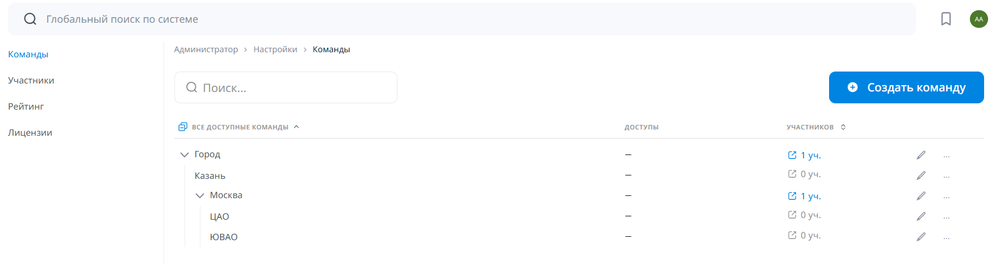 Глобальный поиск по системе
АА
Команды
Участники
Рейтинг
Лицензии
Администратор > Настройки > Команды
Поиск...
Создать команду
ВСЕ ДОСТУПНЫЕ КОМАНДЫ ДОСТУПЫ УЧАСТНИКОВ
Город — 1 уч. ...
Казань — 0 уч. ...
Москва — 1 уч. ...
ЦАО — 0 уч. ...
ЮВАО — 0 уч. ...